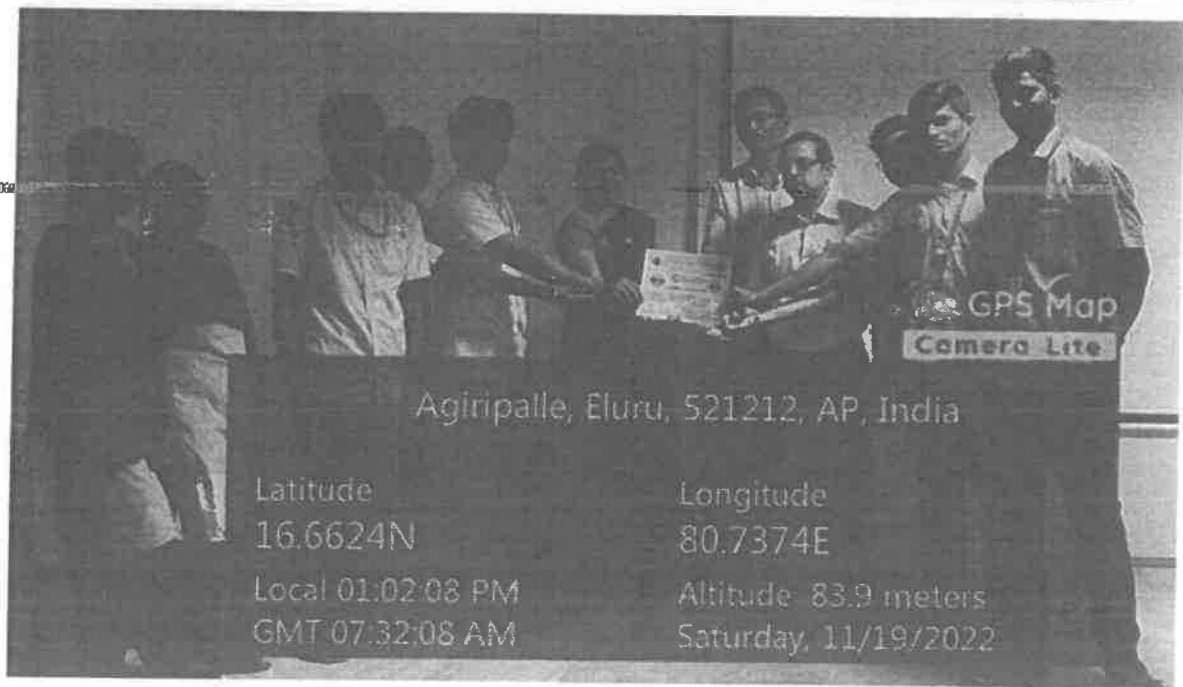 GPS Map
Camera Lite
Agiripalle, Eluru, 521212, AP, India
Latitude
16.6624N
Longitude
80.7374E
Local 01:02:08 PM
GMT 07:32:08 AM
Altitude 83.9 meters
Saturday, 11/19/2022